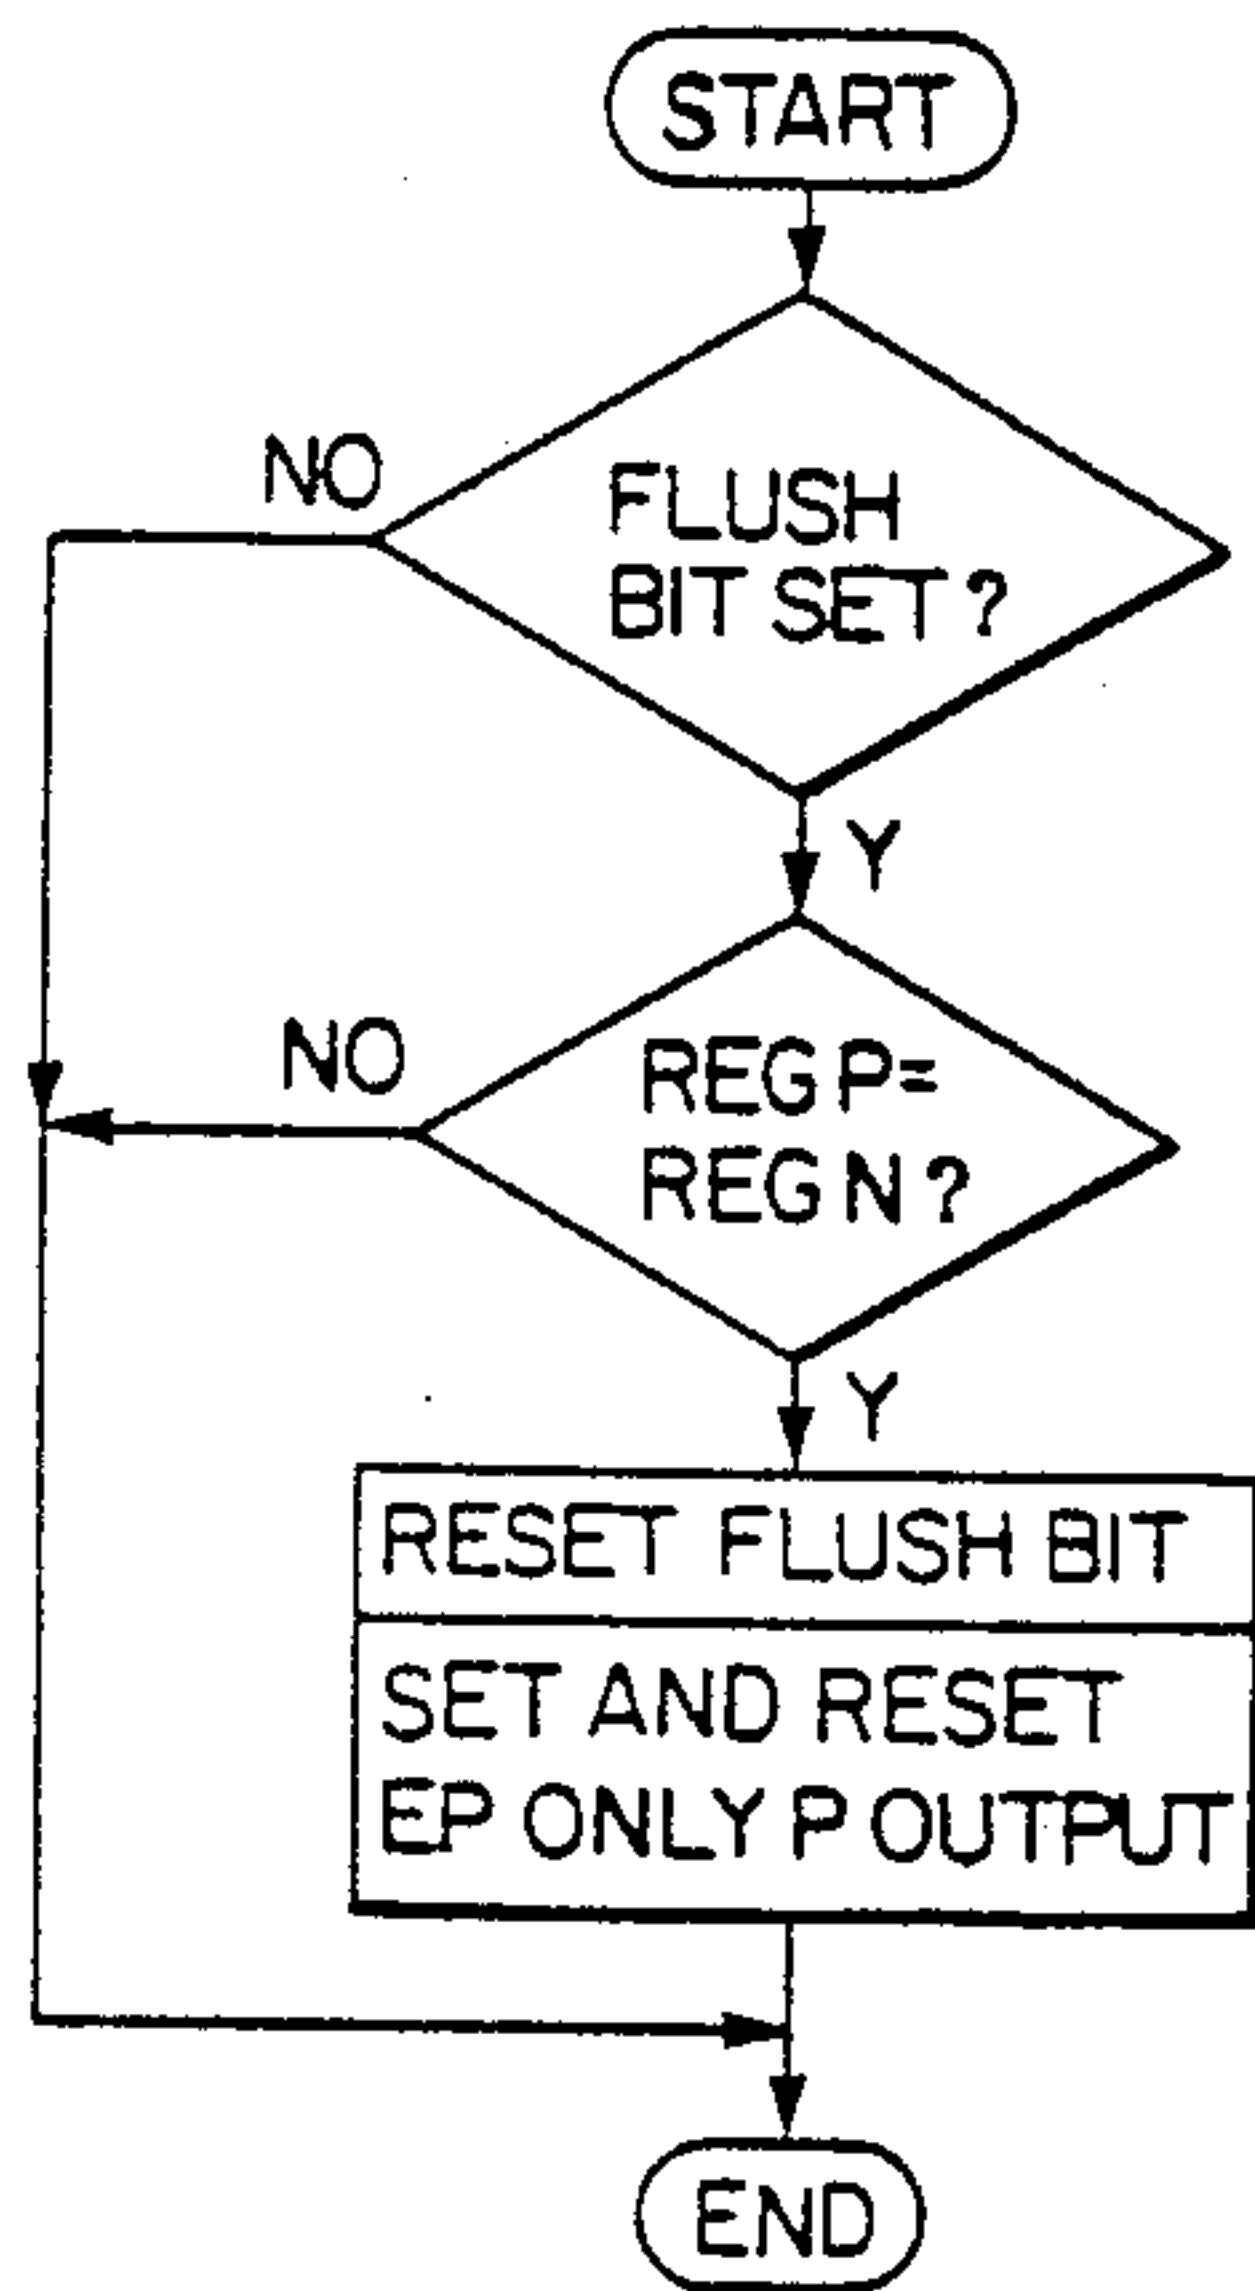 START
NO
FLUSH
BIT SET?
Y
NO
REG P=
REG N?
Y
RESET FLUSH BIT
SET AND RESET
EP ONLY P OUTPUT
END